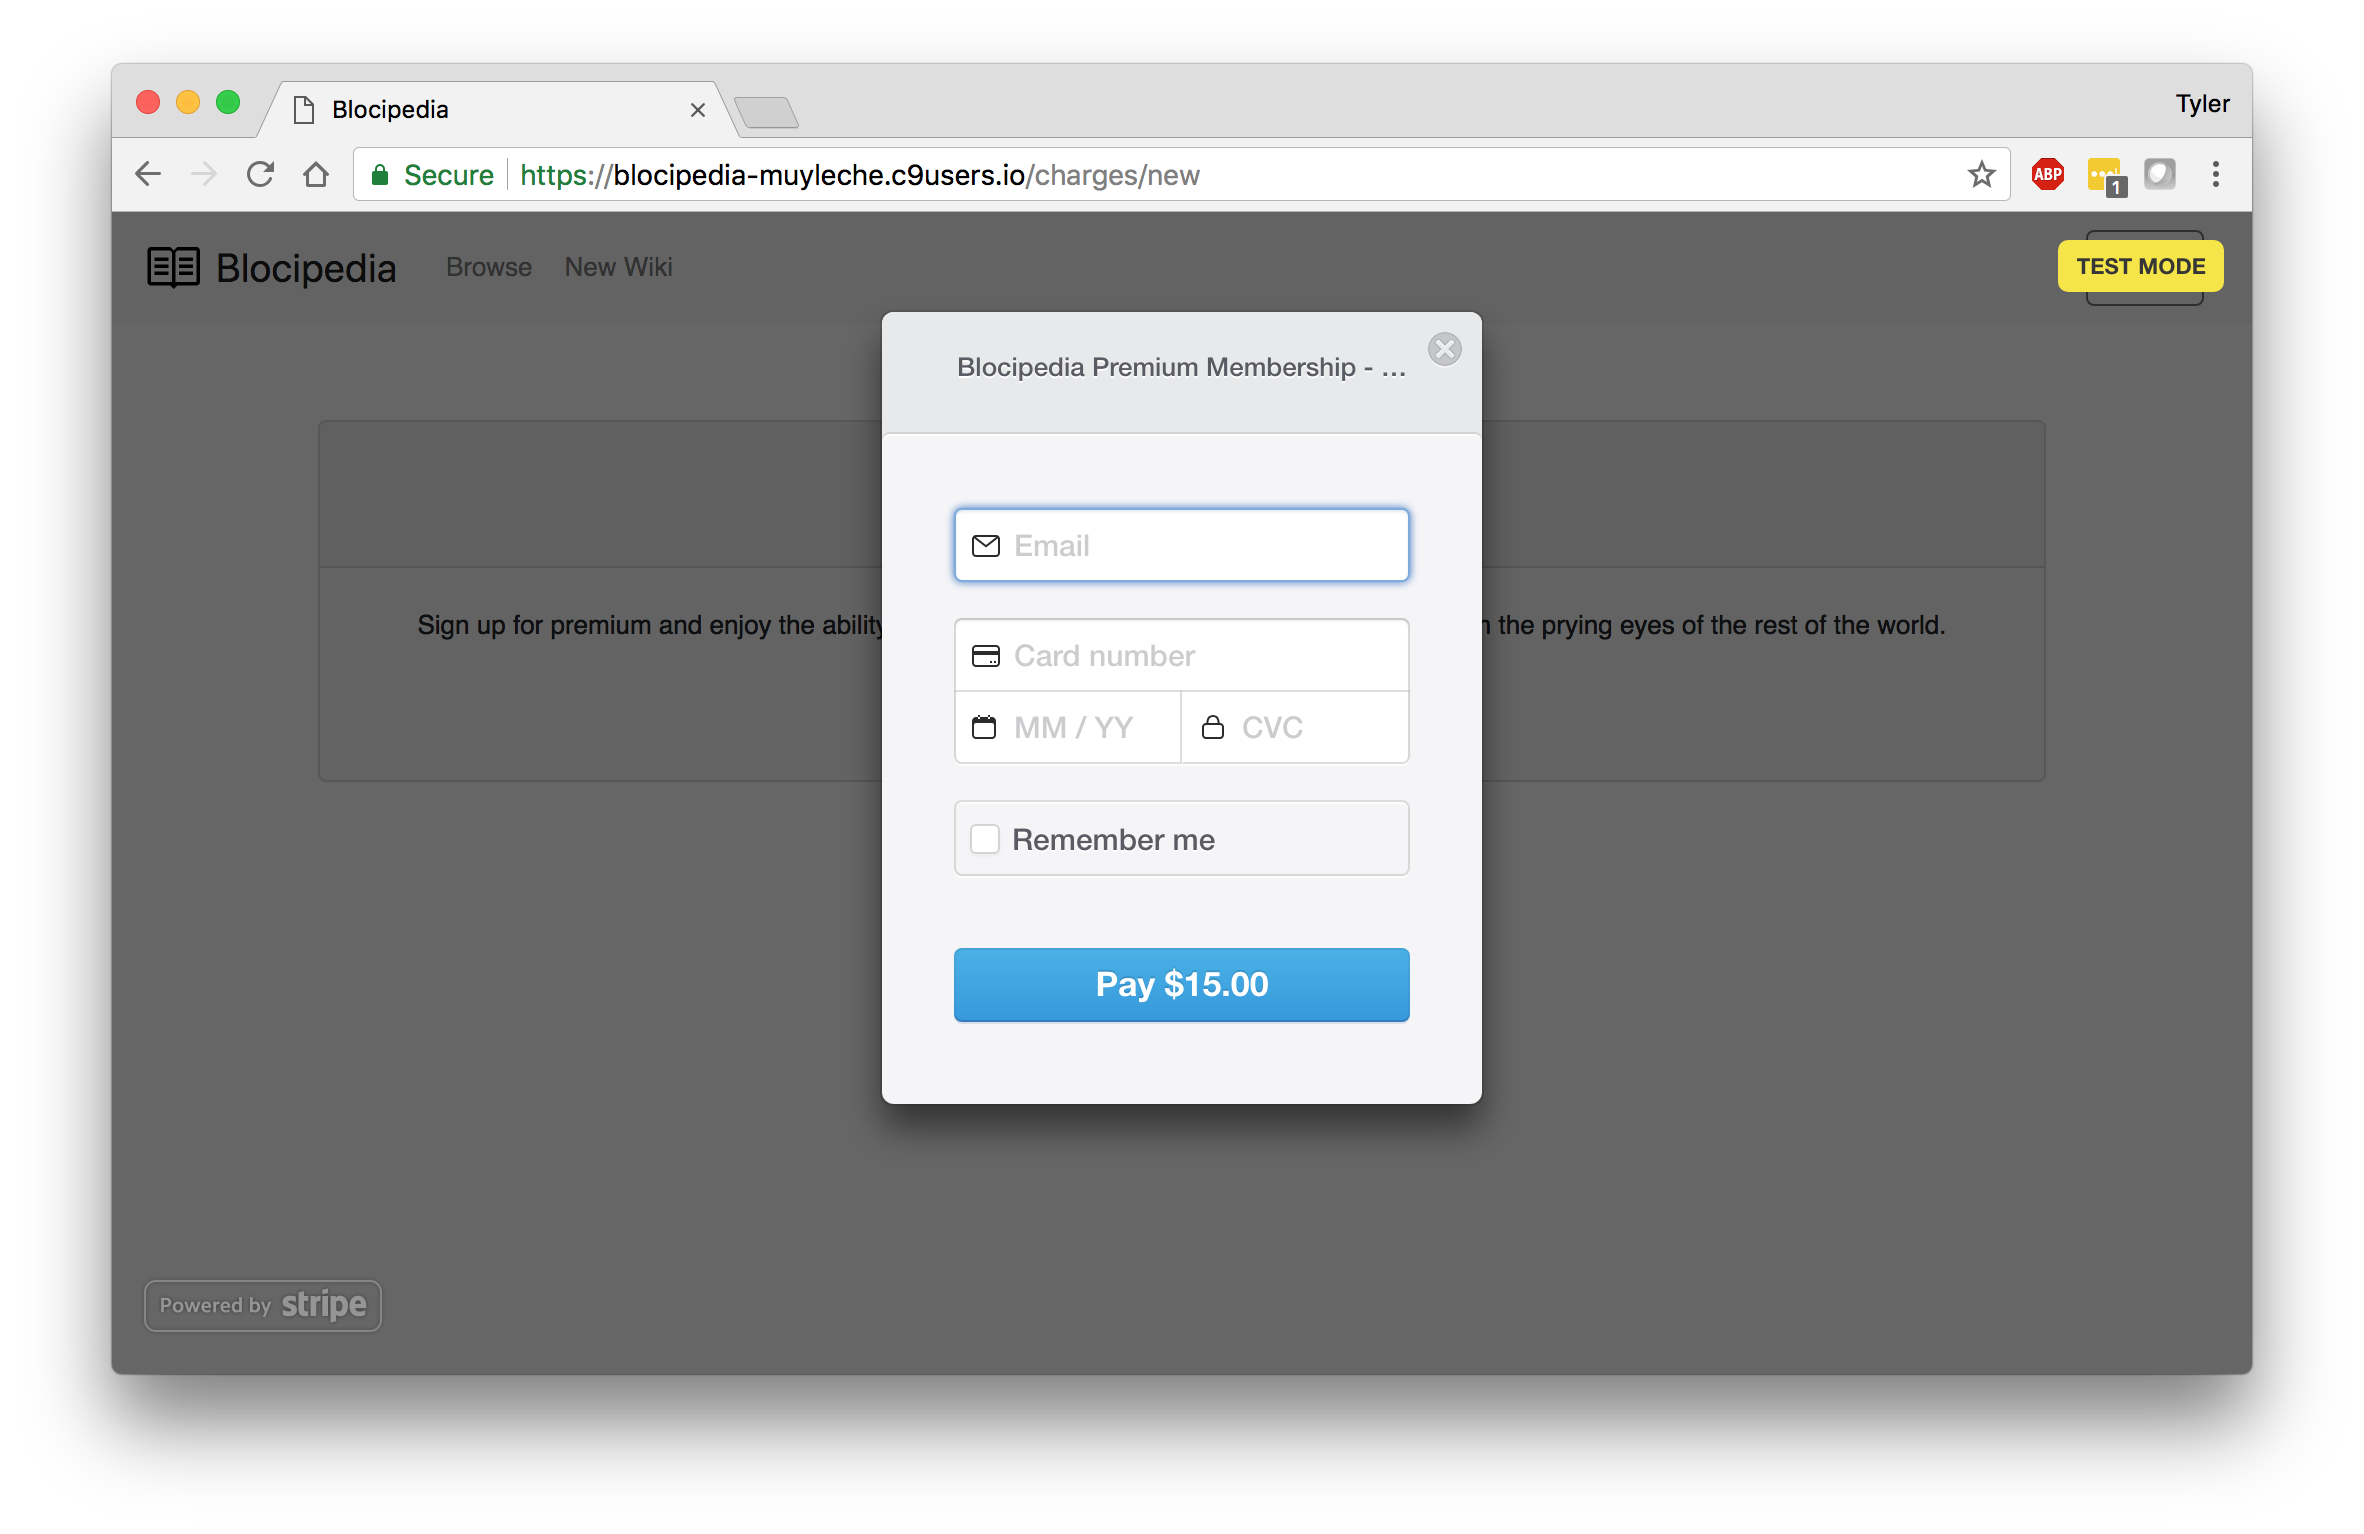 Blocipedia
Tyler
Secure https://blocipedia-muyleche.c9users.io/charges/new
ABP
1
Blocipedia Browse New Wiki
TEST MODE
Blocipedia Premium Membership - ...
Email
Sign up for premium and enjoy the ability the prying eyes of the rest of the world.
Card number
MM / YY
CVC
Remember me
Pay $15.00
Powered by stripe